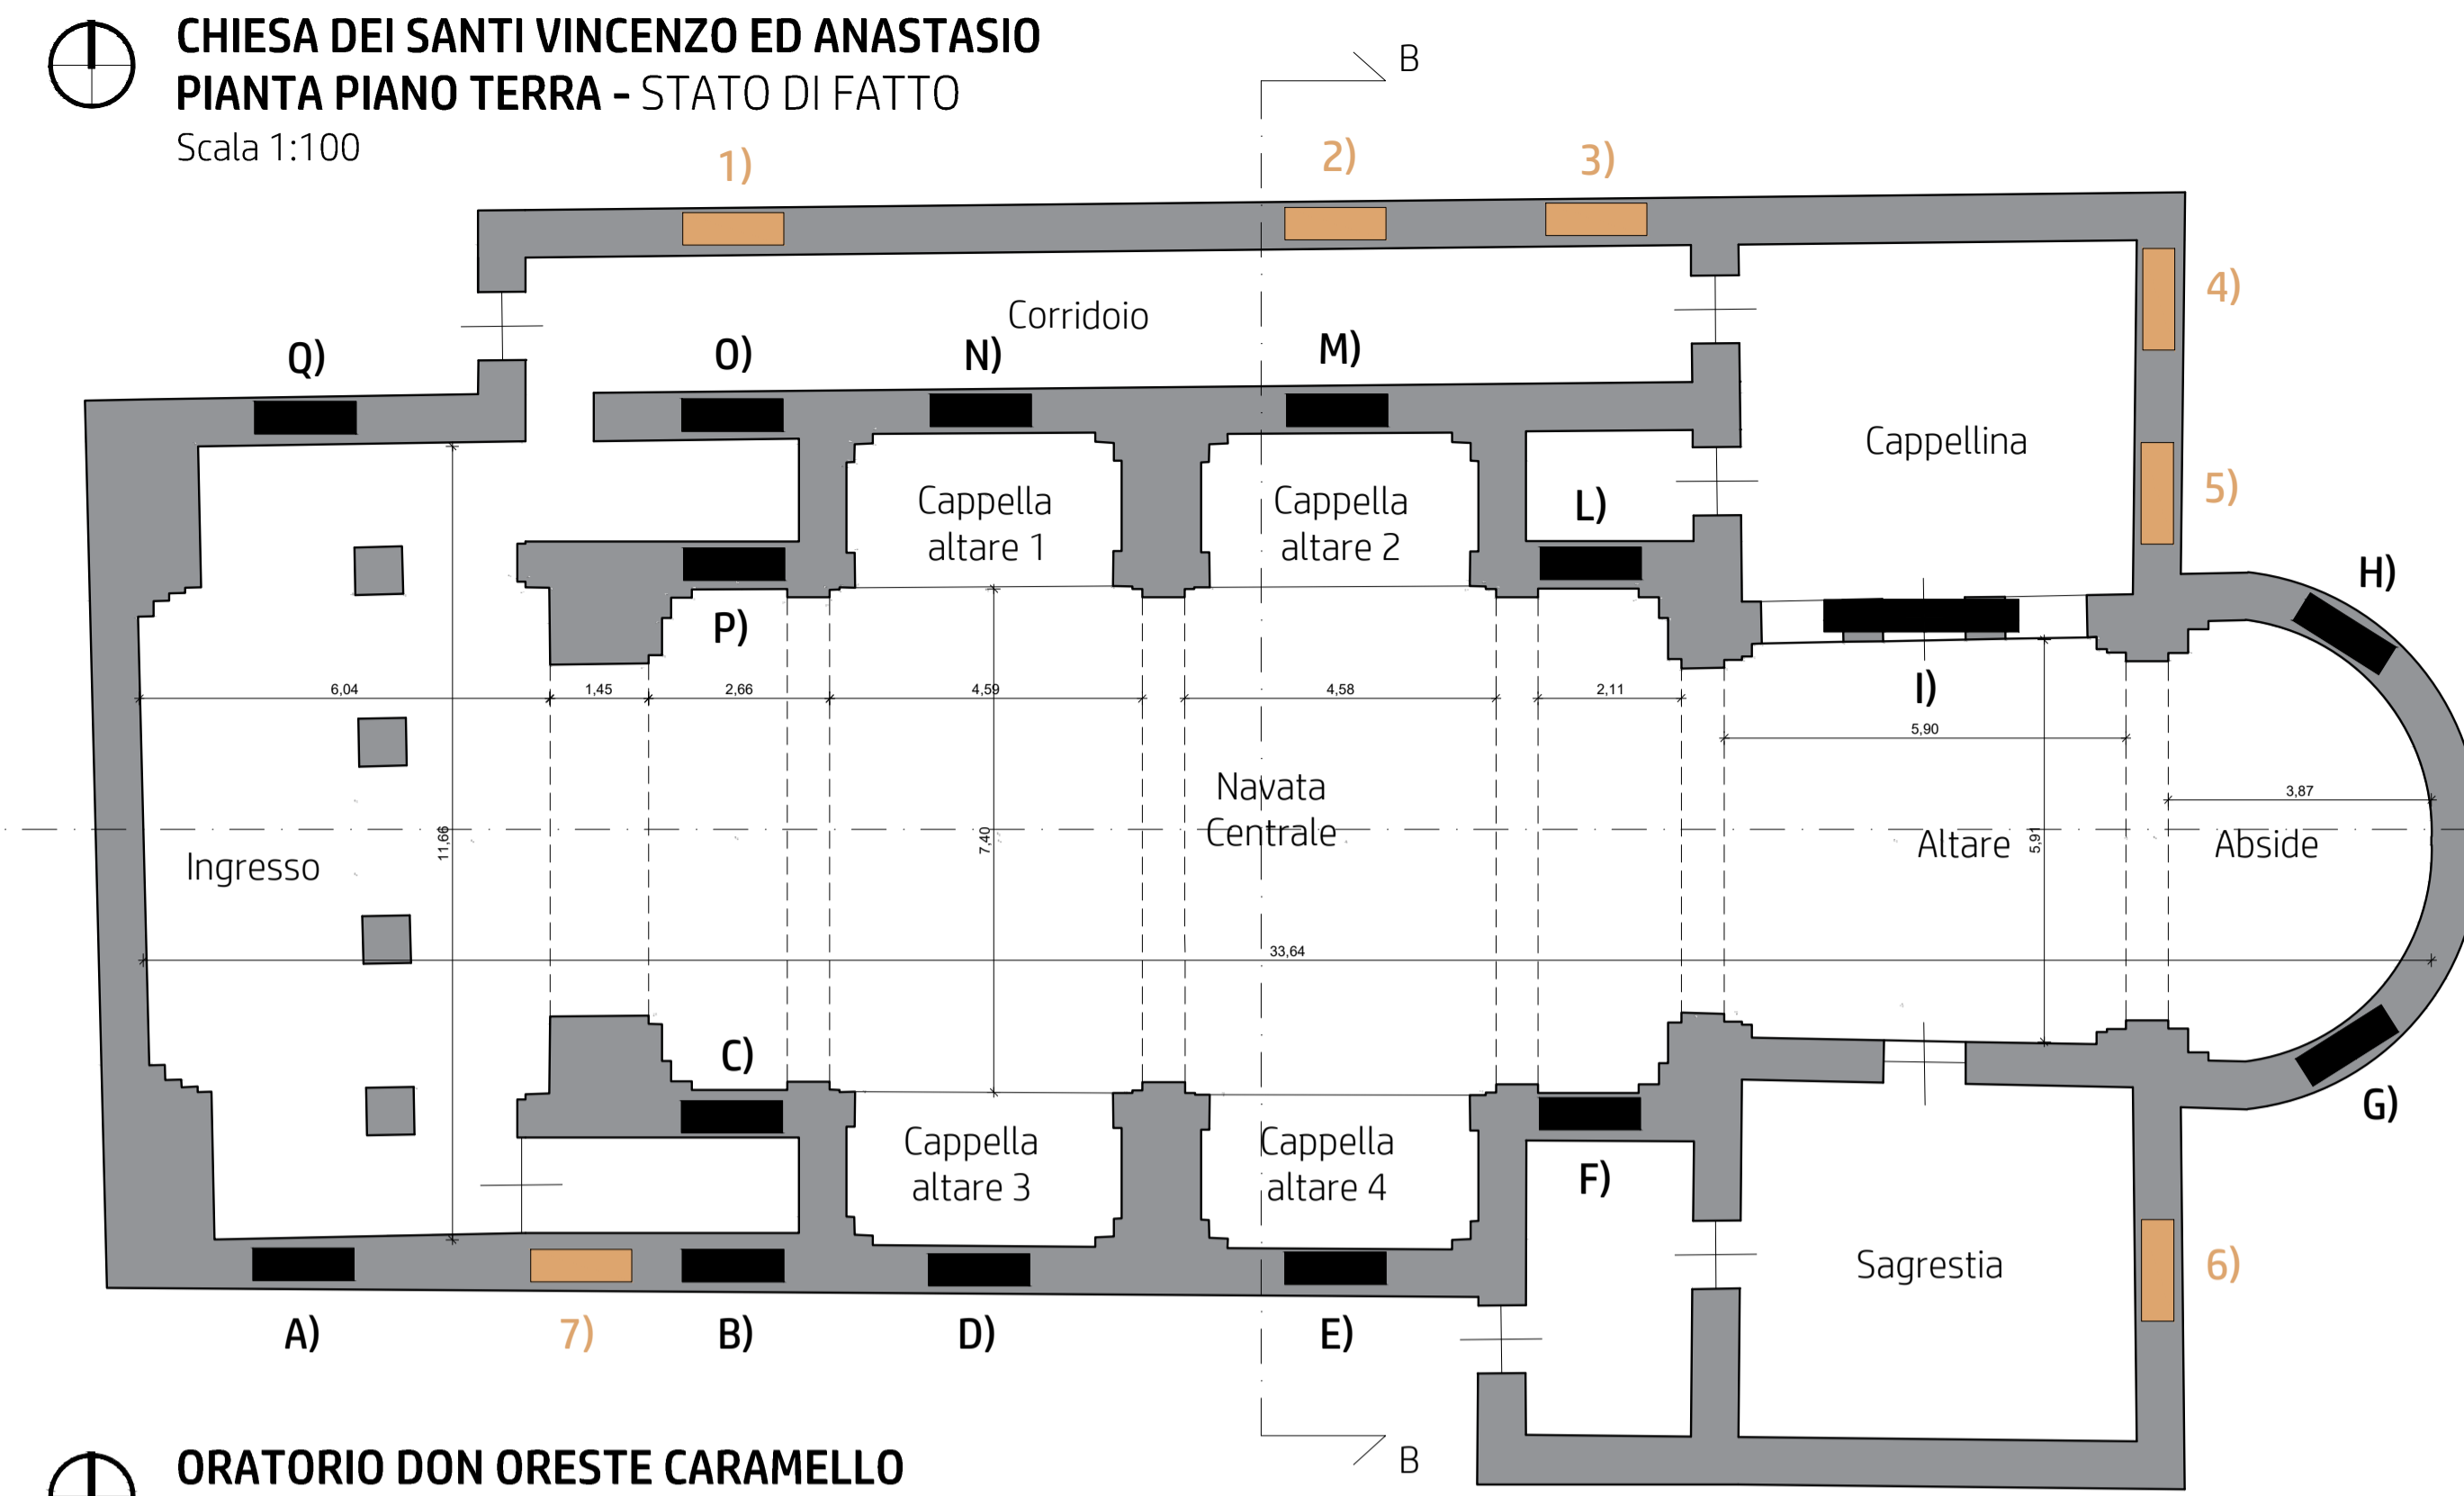 CHIESA DEI SANTI VINCENZO ED ANASTASIO
PIANTA PIANO TERRA - STATO DI FATTO
Scala 1:100
B
1)
2)
3)
4)
Corridoio
Q)
O)
N)
M)
Cappellina
5)
Cappella
altare 1
Cappella
altare 2
L)
H)
P)
I)
6,04
1,45
2,66
4,59
4,58
2,11
5,90
Navata
Centrale
3,87
11,66
7,40
5,91
Ingresso
Altare
Abside
33,64
C)
G)
Cappella
altare 3
Cappella
altare 4
F)
Sagrestia
6)
A)
7)
B)
D)
E)
B
ORATORIO DON ORESTE CARAMELLO